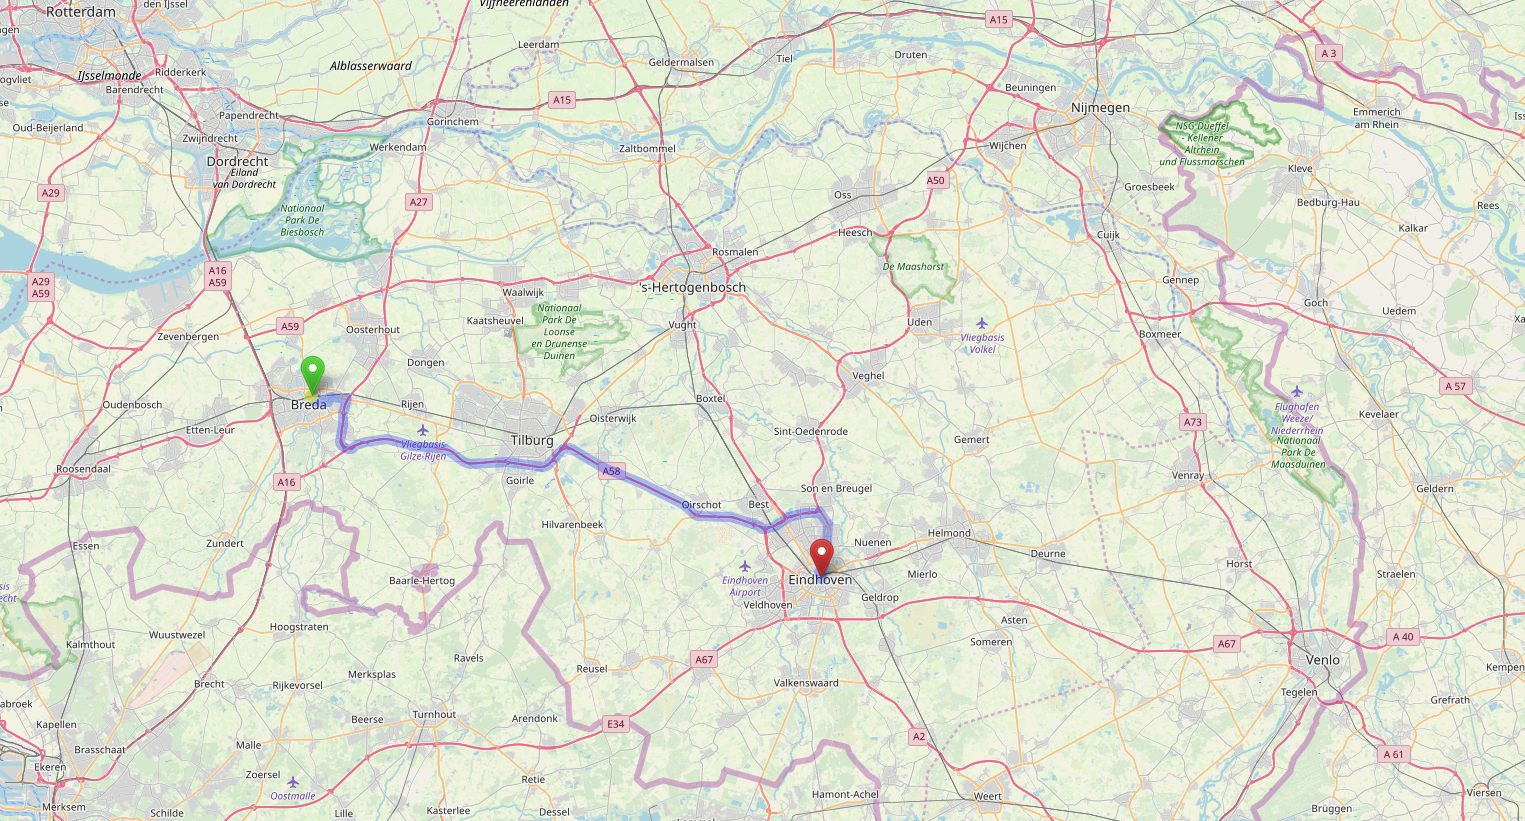 Rotterdam
den IJssel
Vijfheerenlanden
A15
A 3
Leerdam
Alblasserwaard
Geldermalsen
Tiel
Druten
IJsselmonde
Ridderkerk
Barendrecht
A15
Beuningen
Nijmegen
Emmerich
am Rhein
Papendrecht
Gorinchem
Oud-Beijerland
Zwijndrecht
Werkendam
Zaltbommel
Wijchen
NSG Düffel
- Kellener
Altrhein
und Flussmarschen
Dordrecht
Eiland
van Dordrecht
Kleve
A29
A27
A50
Oss
Groesbeek
Bedburg-Hau
Rees
Nationaal
Park De
Biesbosch
Heesch
Cuijk
Kalkar
Rosmalen
De Maashorst
A16
A59
A29
A59
Gennep
's-Hertogenbosch
Waalwijk
Goch
Uedem
Kaatsheuvel
Nationaal
Park De
Loonse
en Drunense
Duinen
Vught
Uden
Vliegbasis
Volkel
Boxmeer
A59
Oosterhout
Zevenbergen
Dongen
Veghel
A 57
Oudenbosch
Breda
Rijen
Boxtel
Oisterwijk
Flughafen
Weeze/
Niederrhein
Kevelaer
Etten-Leur
Tilburg
Sint-Oedenrode
A73
Vliegbasis
Gilze-Rijen
Gemert
Nationaal
Park De
Maasduinen
Roosendaal
A16
Goirle
A58
Venray
Geldern
Son en Breugel
Oirschot
Best
Hilvarenbeek
Helmond
Nuenen
Essen
Zundert
Deurne
Horst
Straelen
Baarle-Hertog
Eindhoven
Airport
Eindhoven
Mierlo
Geldrop
Veldhoven
Hoogstraten
Asten
Wuustwezel
Kalmthout
Someren
A67
A 40
Ravels
A67
Venlo
Merksplas
Reusel
Brecht
Rijkevorsel
Valkenswaard
Tegelen
Grefrath
Kapellen
Beerse
Turnhout
Arendonk
E34
A2
Brasschaat
Malle
A 61
Ekeren
Zoersel
Retie
Oostmalle
Hamont-Achel
Weert
Viersen
Merksem
Schilde
Lille
Kasterlee
Dessel
Brüggen